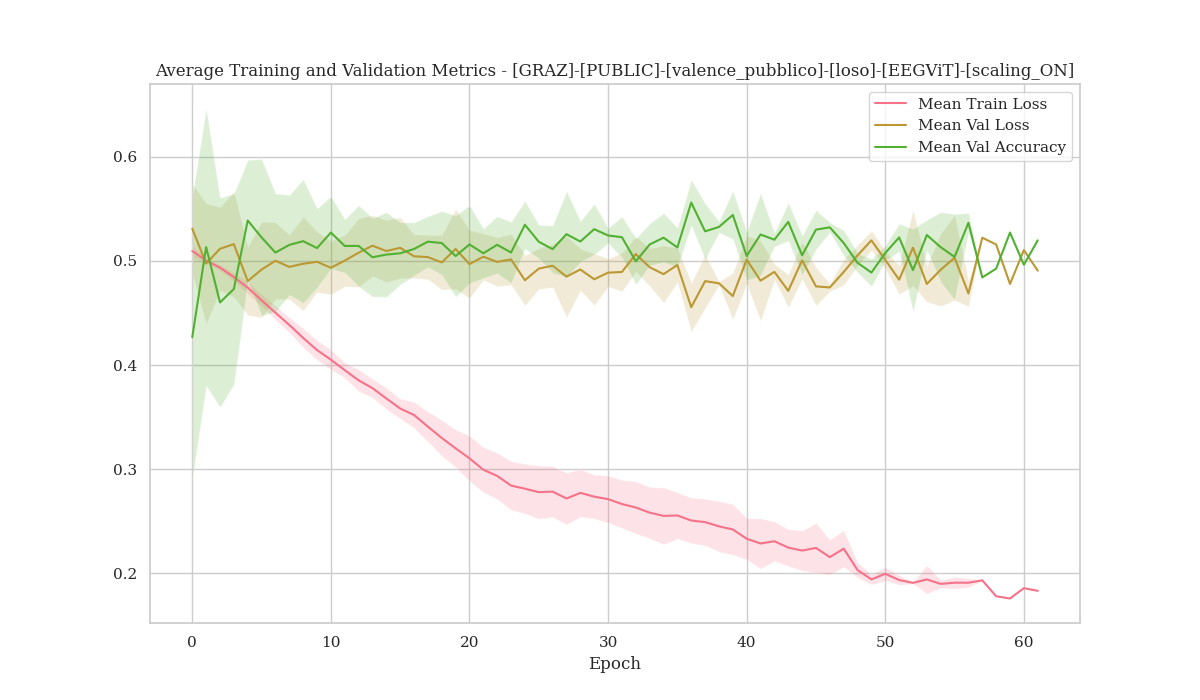 Average Training and Validation Metrics - [GRAZ]-[PUBLIC]-[valence_pubblico]-[loso]-[EEGViT]-[scaling_ON]
Mean Train Loss
Mean Val Loss
Mean Val Accuracy
0.6
0.5
0.4
0.3
0.2
0 10 20 30 40 50 60
Epoch